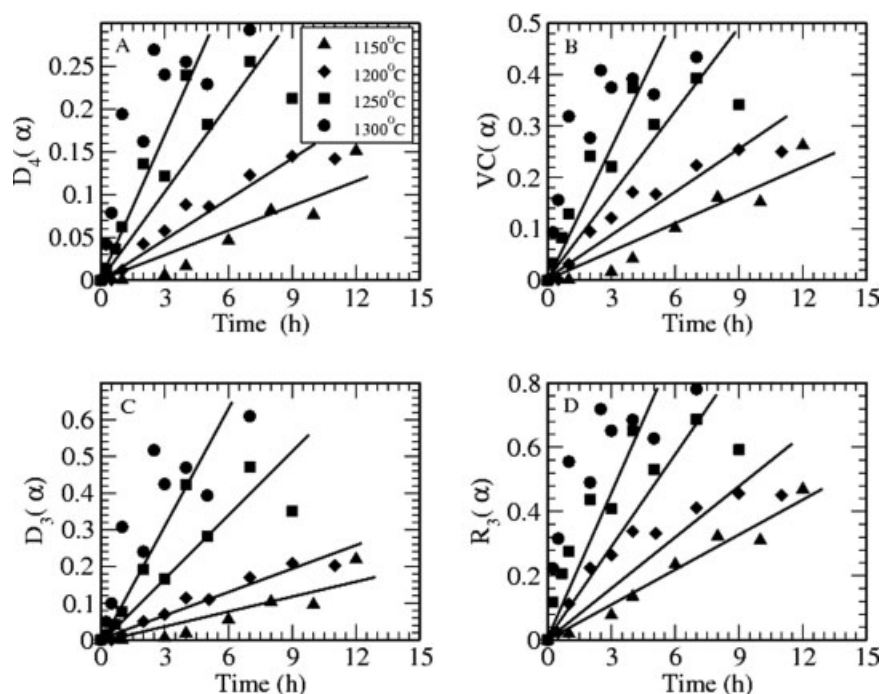 A
1150°C
1200°C
1250°C
1300°C
0.25
0.2
0.15
0.1
0.05
0
D₄(α)
0 3 6 9 12 15
Time (h)
B
0.5
0.4
0.3
0.2
0.1
0
VC(α)
0 3 6 9 12 15
Time (h)
C
0.6
0.5
0.4
0.3
0.2
0.1
0
D₃(α)
0 3 6 9 12 15
Time (h)
D
0.8
0.6
0.4
0.2
0
R₃(α)
0 3 6 9 12 15
Time (h)